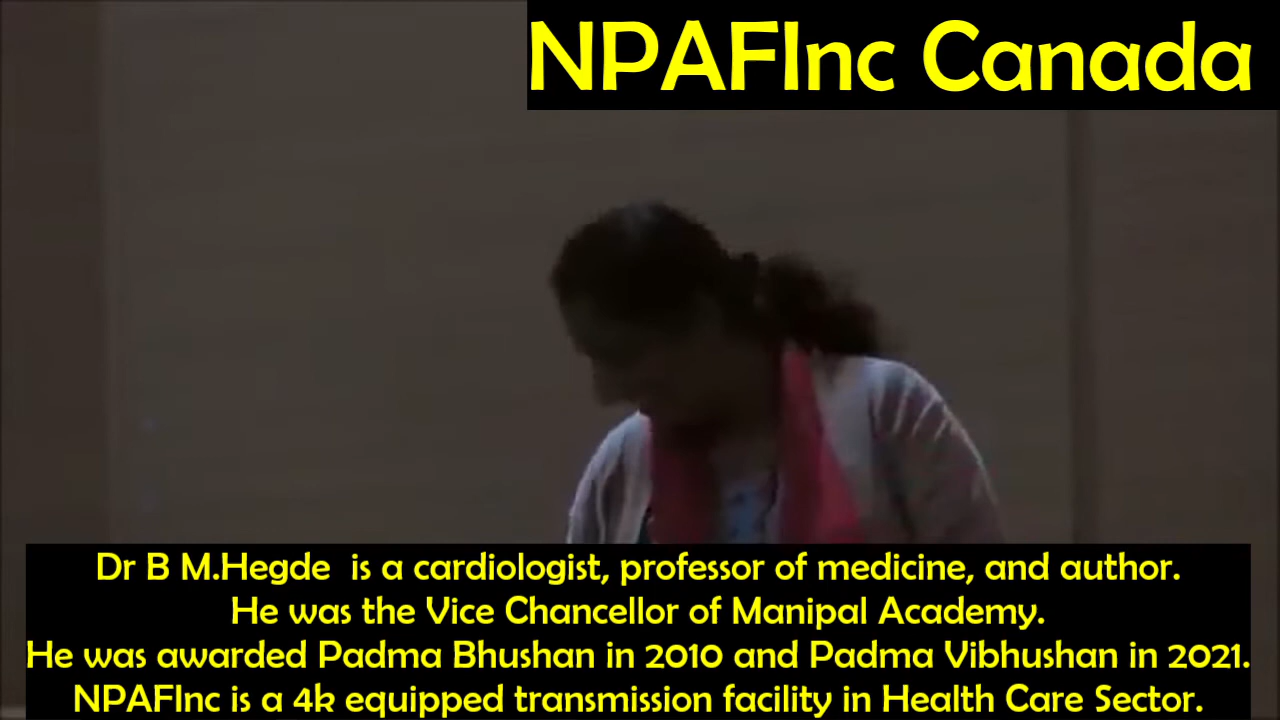 NPAFInc Canada
Dr B M.Hegde  is a cardiologist, professor of medicine, and author.
He was the Vice Chancellor of Manipal Academy.
He was awarded Padma Bhushan in 2010 and Padma Vibhushan in 2021.
NPAFInc is a 4k equipped transmission facility in Health Care Sector.